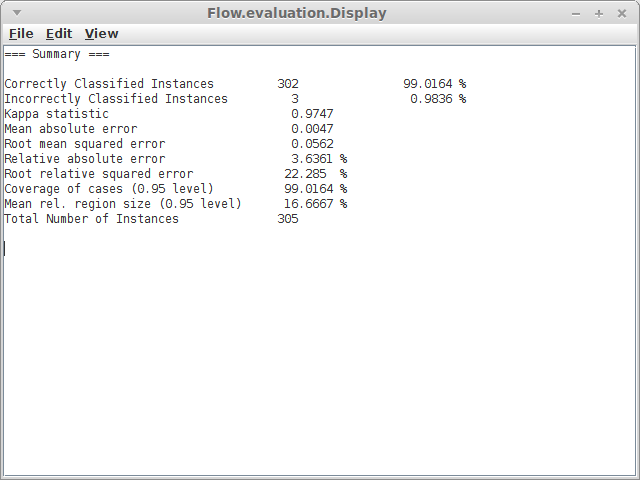 Flow.evaluation.Display
File Edit View
=== Summary ===
Correctly Classified Instances 302 99.0164 %
Incorrectly Classified Instances 3 0.9836 %
Kappa statistic 0.9747
Mean absolute error 0.0047
Root mean squared error 0.0562
Relative absolute error 3.6361 %
Root relative squared error 22.285 %
Coverage of cases (0.95 level) 99.0164 %
Mean rel. region size (0.95 level) 16.6667 %
Total Number of Instances 305